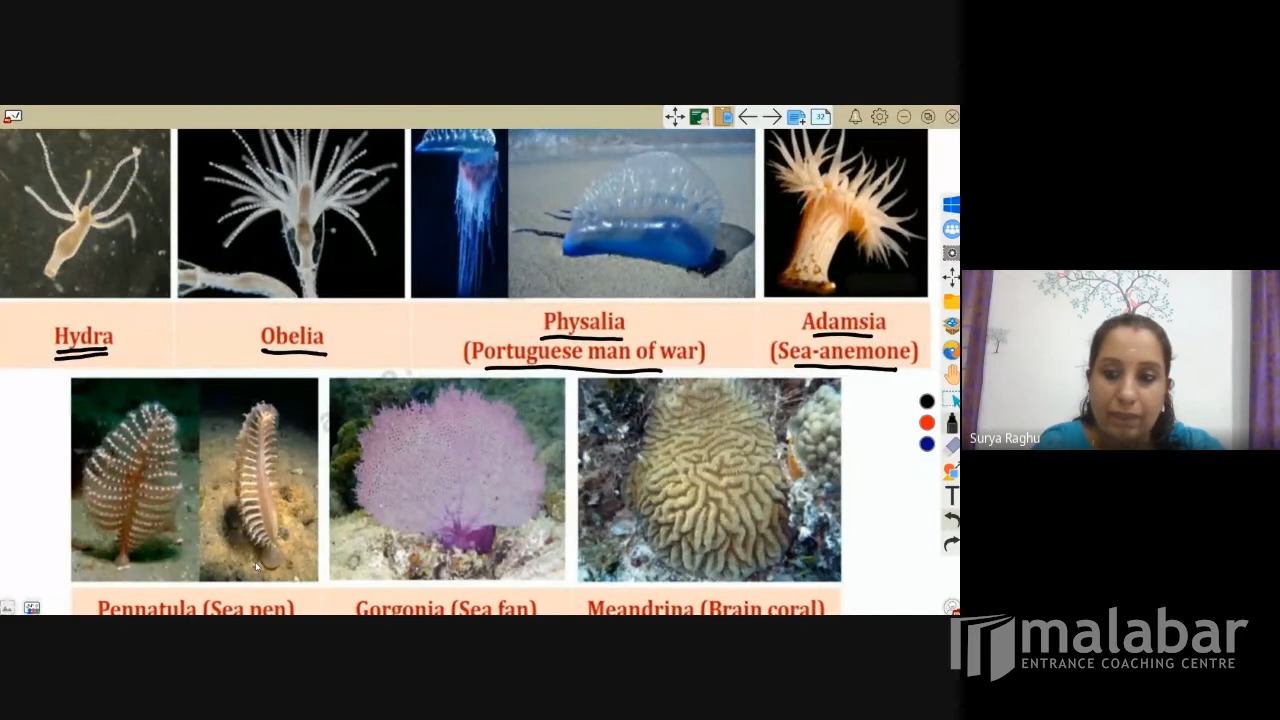 32
Hydra
Obelia
Physalia
(Portuguese man of war)
Adamsia
(Sea-anemone)
Surya Raghu
T
Pennatula (Sea pen)
Gorgonia (Sea fan)
Meandrina (Brain coral)
malabar
ENTRANCE COACHING CENTRE